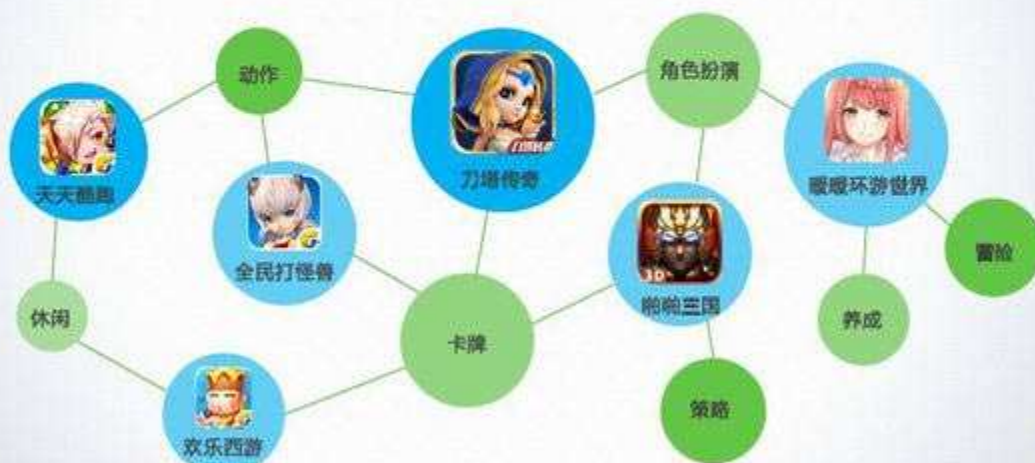 动作
角色扮演
刀塔传奇
天天酷跑
暖暖环游世界
全民打怪兽
冒险
3D
啪啪三国
休闲
养成
卡牌
策略
欢乐西游